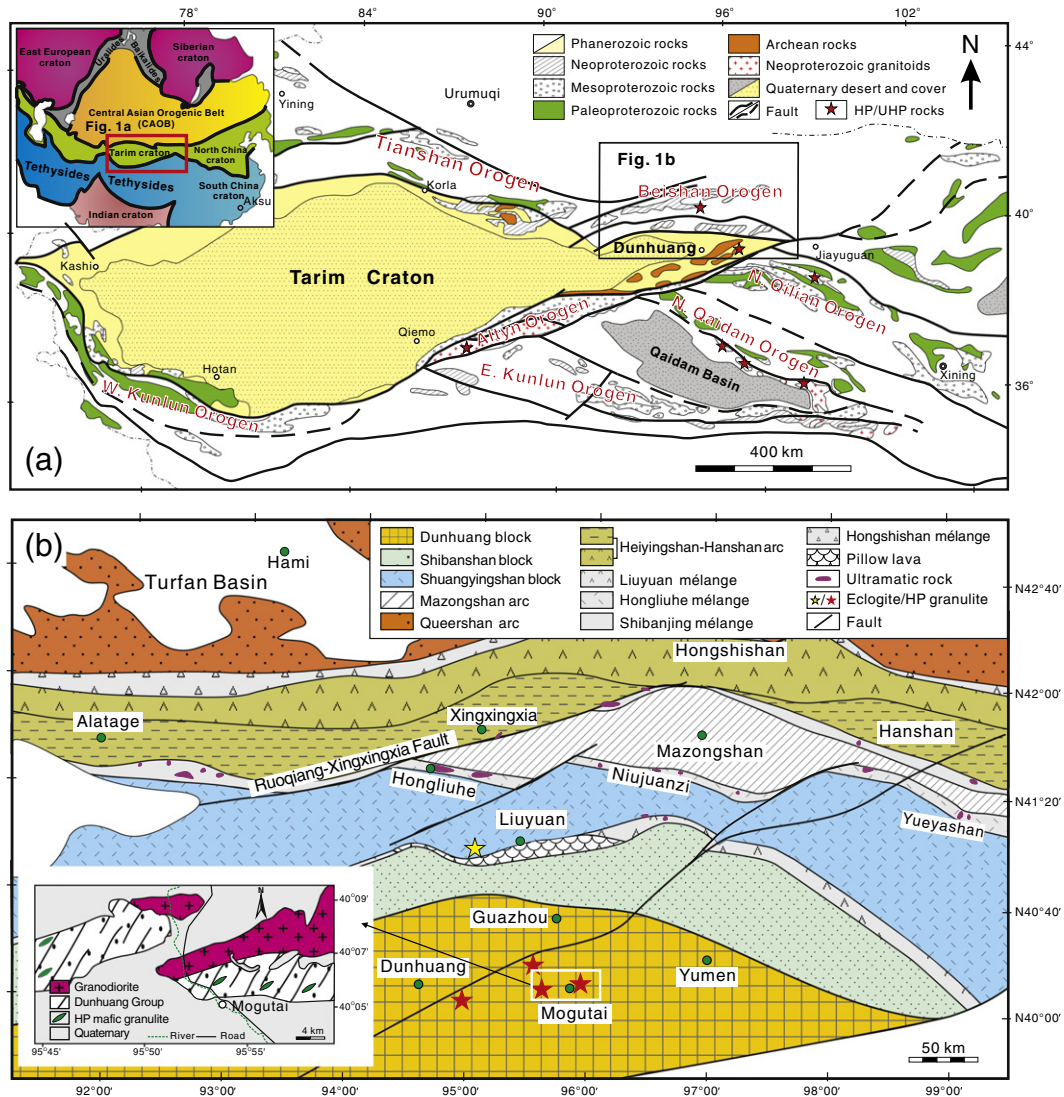 78°
84°
90°
96°
102°
East European
craton
Siberian
craton
Uralides
Baikalides
Central Asian Orogenic Belt
(CAOB)
Fig. 1a
Tarim craton
North China
craton
Tethysides
Tethysides
South China
craton
Aksu
Indian craton
Phanerozoic rocks
Neoproterozoic rocks
Mesoproterozoic rocks
Paleoproterozoic rocks
Archean rocks
Neoproterozoic granitoids
Quaternary desert and cover
Fault
HP/UHP rocks
N
44°
40°
36°
Yining
Urumuqi
Tianshan Orogen
Korla
Fig. 1b
Beishan Orogen
Dunhuang
Jiayuguan
Kashi
Tarim Craton
N. Qilian Orogen
N. Qaidam Orogen
Altyn Orogen
Qiemo
Qaidam Basin
E. Kunlun Orogen
Xining
Hotan
W. Kunlun Orogen
400 km
(a)
78
84
90
96
102
(b)
Hami
Turfan Basin
Dunhuang block
Shibanshan block
Shuangyingshan block
Mazongshan arc
Queershan arc
Heiyingshan-Hanshan arc
Liuyuan mélange
Hongliuhe mélange
Shibanjing mélange
Hongshishan mélange
Pillow lava
Ultramatic rock
Eclogite/HP granulite
Fault
N42°40′
N42°00′
N41°20′
N40°40′
N40°00′
Hongshishan
Alatage
Xingxingxia
Hanshan
Mazongshan
Ruoqiang-Xingxingxia Fault
Hongliuhe
Niujuanzi
Yueyashan
Liuyuan
Guazhou
Dunhuang
Yumen
Mogutai
50 km
N
40°09′
40°07′
40°05′
Granodiorite
Dunhuang Group
HP mafic granulite
Quaternary
River
Road
Mogutai
4 km
95°45′
95°50′
95°55′
92°00′
93°00′
94°00′
95°00′
96°00′
97°00′
98°00′
99°00′